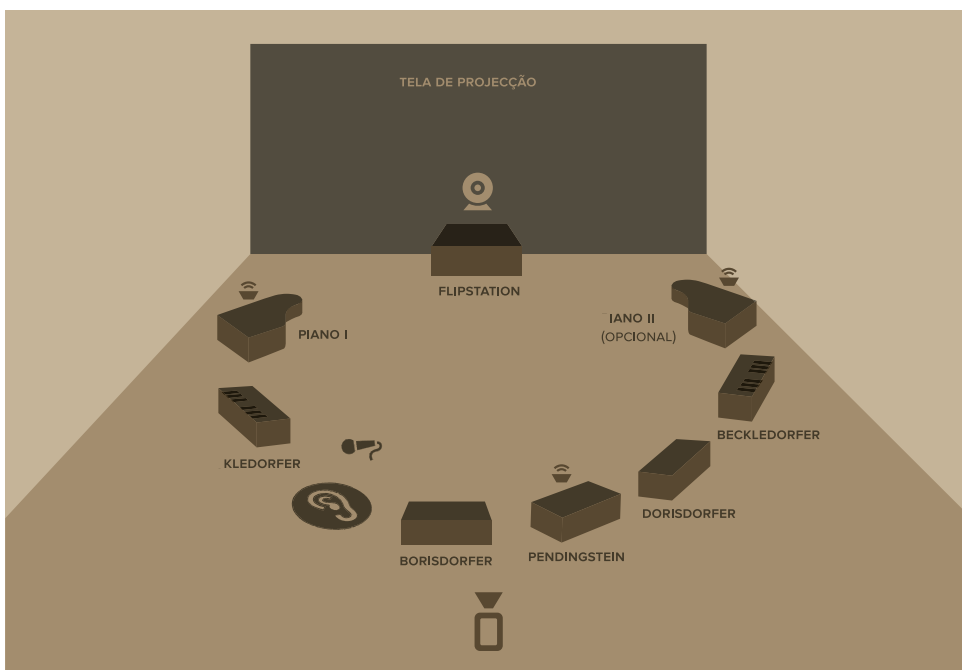 TELA DE PROJECÇÃO
FLIPSTATION
PIANO I
IANO II
(OPCIONAL)
BECKLEDORFER
KLEDORFER
DORISDORFER
PENDINGSTEIN
BORISDORFER